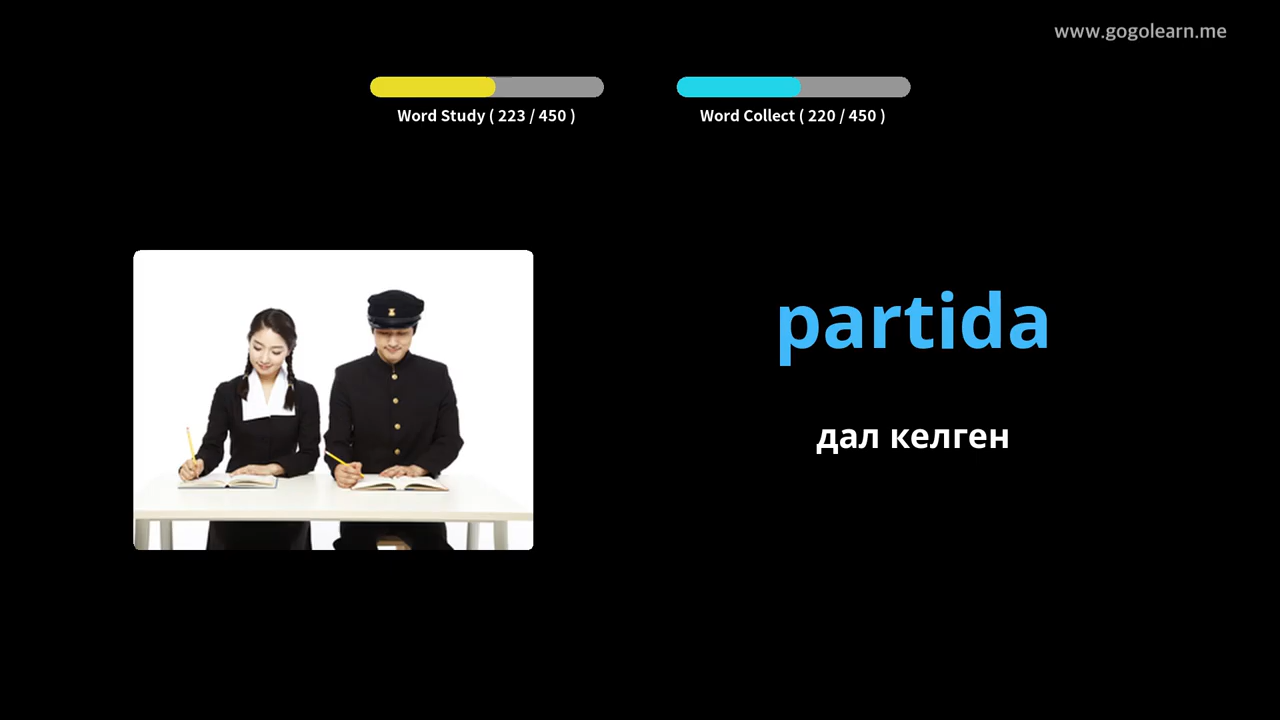 www.gogolearn.me
Word Study ( 223 / 450 )
Word Collect ( 220 / 450 )
partida
дал келген